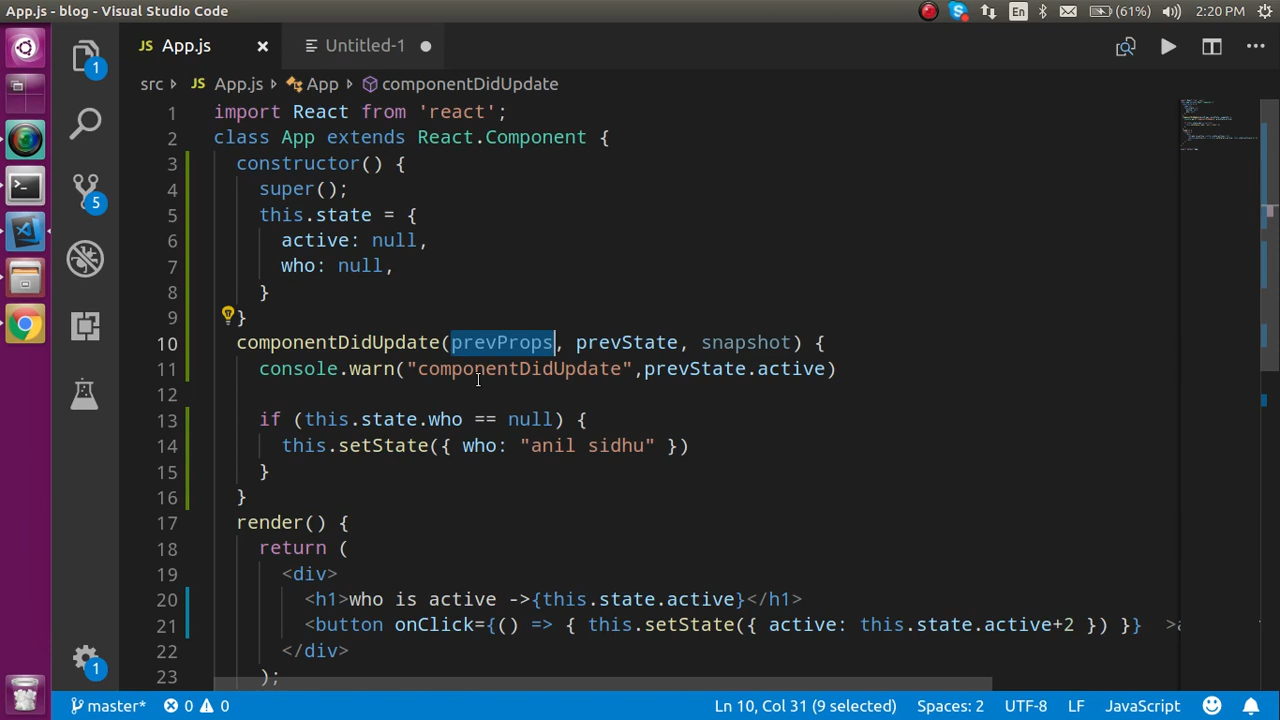 App.js - blog - Visual Studio Code
En
(61%)
2:20 PM
App.js
Untitled-1
src
JS App.js
App
componentDidUpdate
1 import React from 'react';
2 class App extends React.Component {
3 constructor() {
4 super();
5 this.state = {
6 active: null,
7 who: null,
8 }
9 }
10 componentDidUpdate(prevProps, prevState, snapshot) {
11 console.warn("componentDidUpdate",prevState.active)
12
13 if (this.state.who == null) {
14 this.setState({ who: "anil sidhu" })
15 }
16 }
17 render() {
18 return (
19 <div>
20 <h1>who is active ->{this.state.active}</h1>
21 <button onClick={() => { this.setState({ active: this.state.active+2 }) }} >
22 </div>
23 );
1
5
1
master*
0
0
Ln 10, Col 31 (9 selected)
Spaces: 2
UTF-8
LF
JavaScript